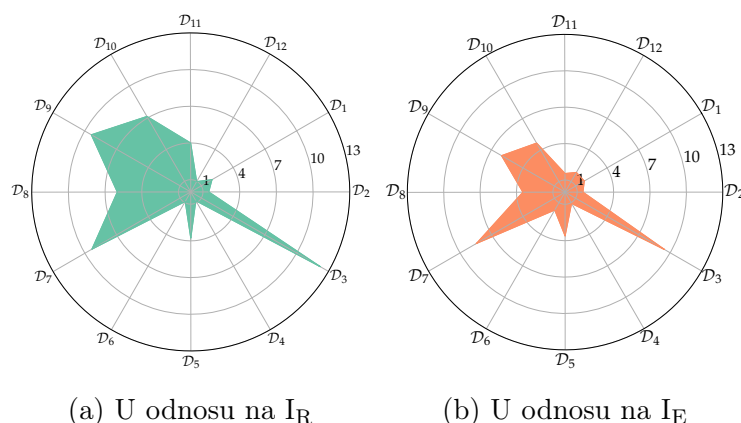 D11 D11
D10 D12 D10 D12
D9 D1 D9 D1
13 13
10 10
7 7
4 4
1 1
D8 D2 D8 D2
D7 D3 D7 D3
D6 D4 D6 D4
D5 D5
(a) U odnosu na IR (b) U odnosu na IE